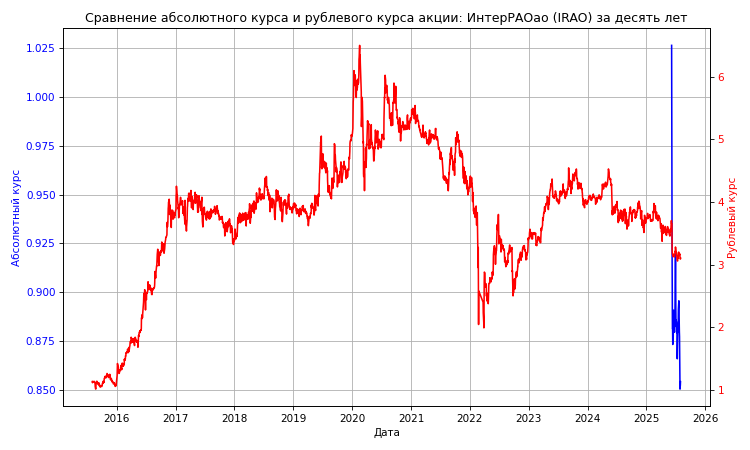 Сравнение абсолютного курса и рублевого курса акции: ИнтерРАОао (IRAO) за десять лет
Абсолютный курс
1.025
1.000
0.975
0.950
0.925
0.900
0.875
0.850
6
5
4
3
2
1
Рублевый курс
2016 2017 2018 2019 2020 2021 2022 2023 2024 2025 2026
Дата